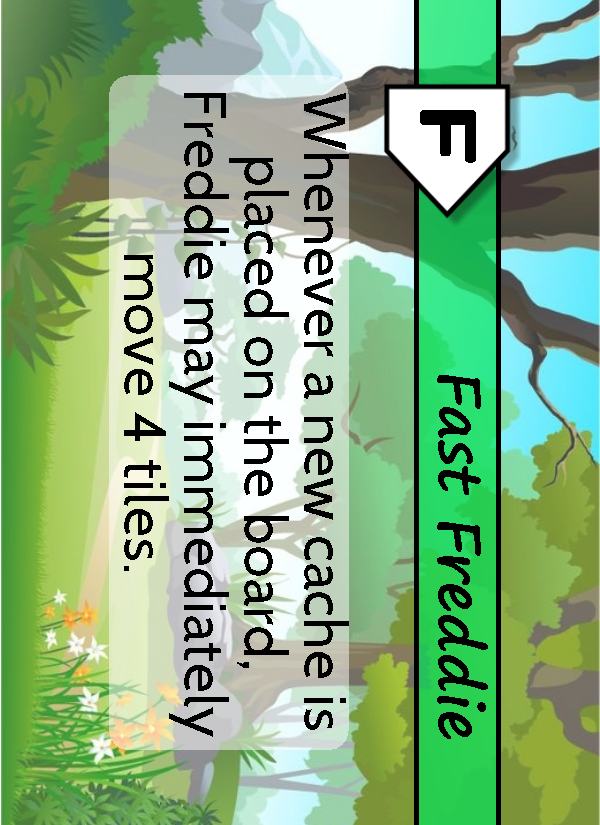 F
Fast Freddie
Whenever a new cache is
placed on the board,
Freddie may immediately
move 4 tiles.